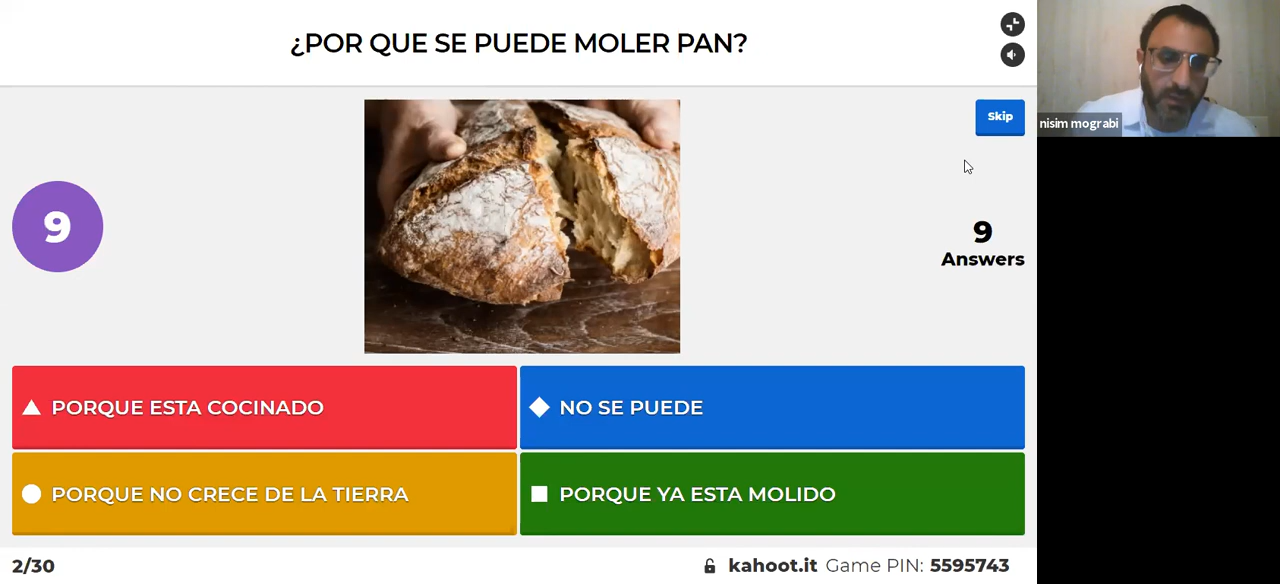 ¿POR QUE SE PUEDE MOLER PAN?
Skip
nisim mograbi
9
9
Answers
PORQUE ESTA COCINADO
NO SE PUEDE
PORQUE NO CRECE DE LA TIERRA
PORQUE YA ESTA MOLIDO
2/30
kahoot.it Game PIN: 5595743